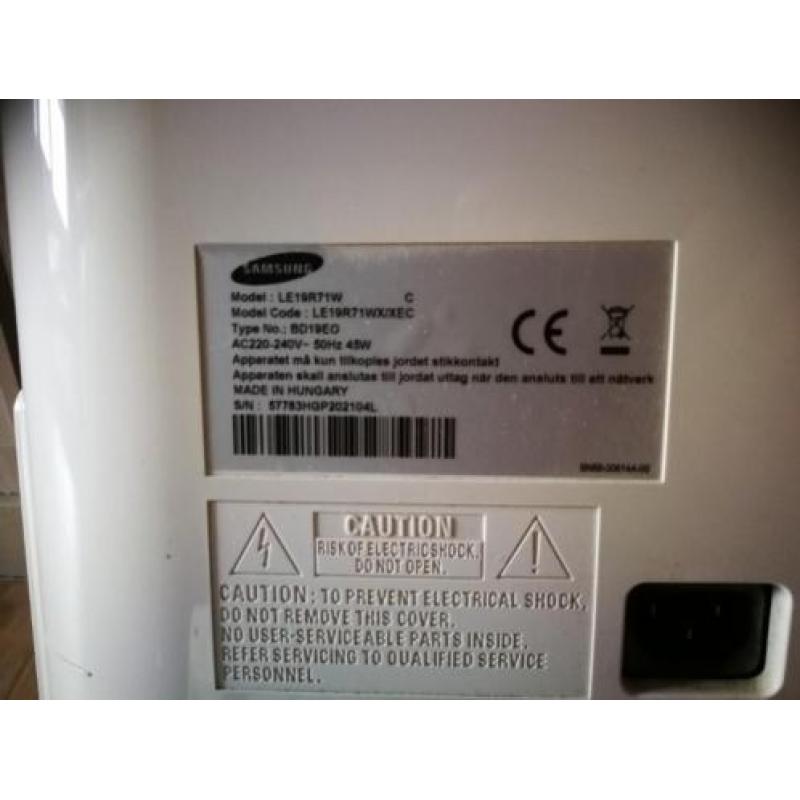 SAMSUNG
Model : LE19R71W C
Model Code : LE19R71WX/XEC
Type No.: BD19EO
AC220-240V~ 50Hz 45W
Apparatet må kun tilkoples jordet stikkontakt
Apparaten skall anslutas till jordat uttag när den ansluts till ett nätverk
MADE IN HUNGARY
S/N : 57783HGP202104L
CE
CAUTION
RISK OF ELECTRIC SHOCK.
DO NOT OPEN.
CAUTION : TO PREVENT ELECTRICAL SHOCK,
DO NOT REMOVE THIS COVER.
NO USER-SERVICEABLE PARTS INSIDE.
REFER SERVICING TO QUALIFIED SERVICE
PERSONNEL.